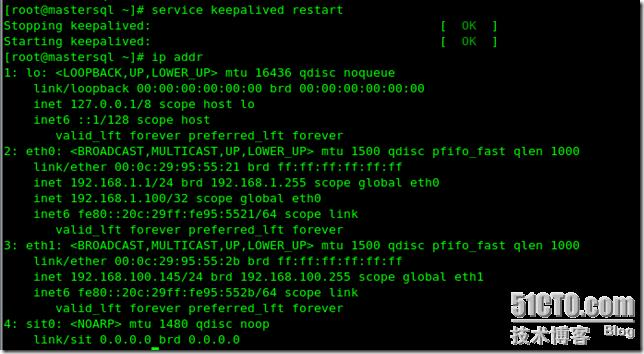 [root@mastersql ~]# service keepalived restart
Stopping keepalived: [ OK ]
Starting keepalived: [ OK ]
[root@mastersql ~]# ip addr
1: lo: <LOOPBACK,UP,LOWER_UP> mtu 16436 qdisc noqueue
link/loopback 00:00:00:00:00:00 brd 00:00:00:00:00:00
inet 127.0.0.1/8 scope host lo
inet6 ::1/128 scope host
valid_lft forever preferred_lft forever
2: eth0: <BROADCAST,MULTICAST,UP,LOWER_UP> mtu 1500 qdisc pfifo_fast qlen 1000
link/ether 00:0c:29:95:55:21 brd ff:ff:ff:ff:ff:ff
inet 192.168.1.1/24 brd 192.168.1.255 scope global eth0
inet 192.168.1.100/32 scope global eth0
inet6 fe80::20c:29ff:fe95:5521/64 scope link
valid_lft forever preferred_lft forever
3: eth1: <BROADCAST,MULTICAST,UP,LOWER_UP> mtu 1500 qdisc pfifo_fast qlen 1000
link/ether 00:0c:29:95:55:2b brd ff:ff:ff:ff:ff:ff
inet 192.168.100.145/24 brd 192.168.100.255 scope global eth1
inet6 fe80::20c:29ff:fe95:552b/64 scope link
valid_lft forever preferred_lft forever
4: sit0: <NOARP> mtu 1480 qdisc noop
link/sit 0.0.0.0 brd 0.0.0.0
51CTO.com
技术博客 Blog